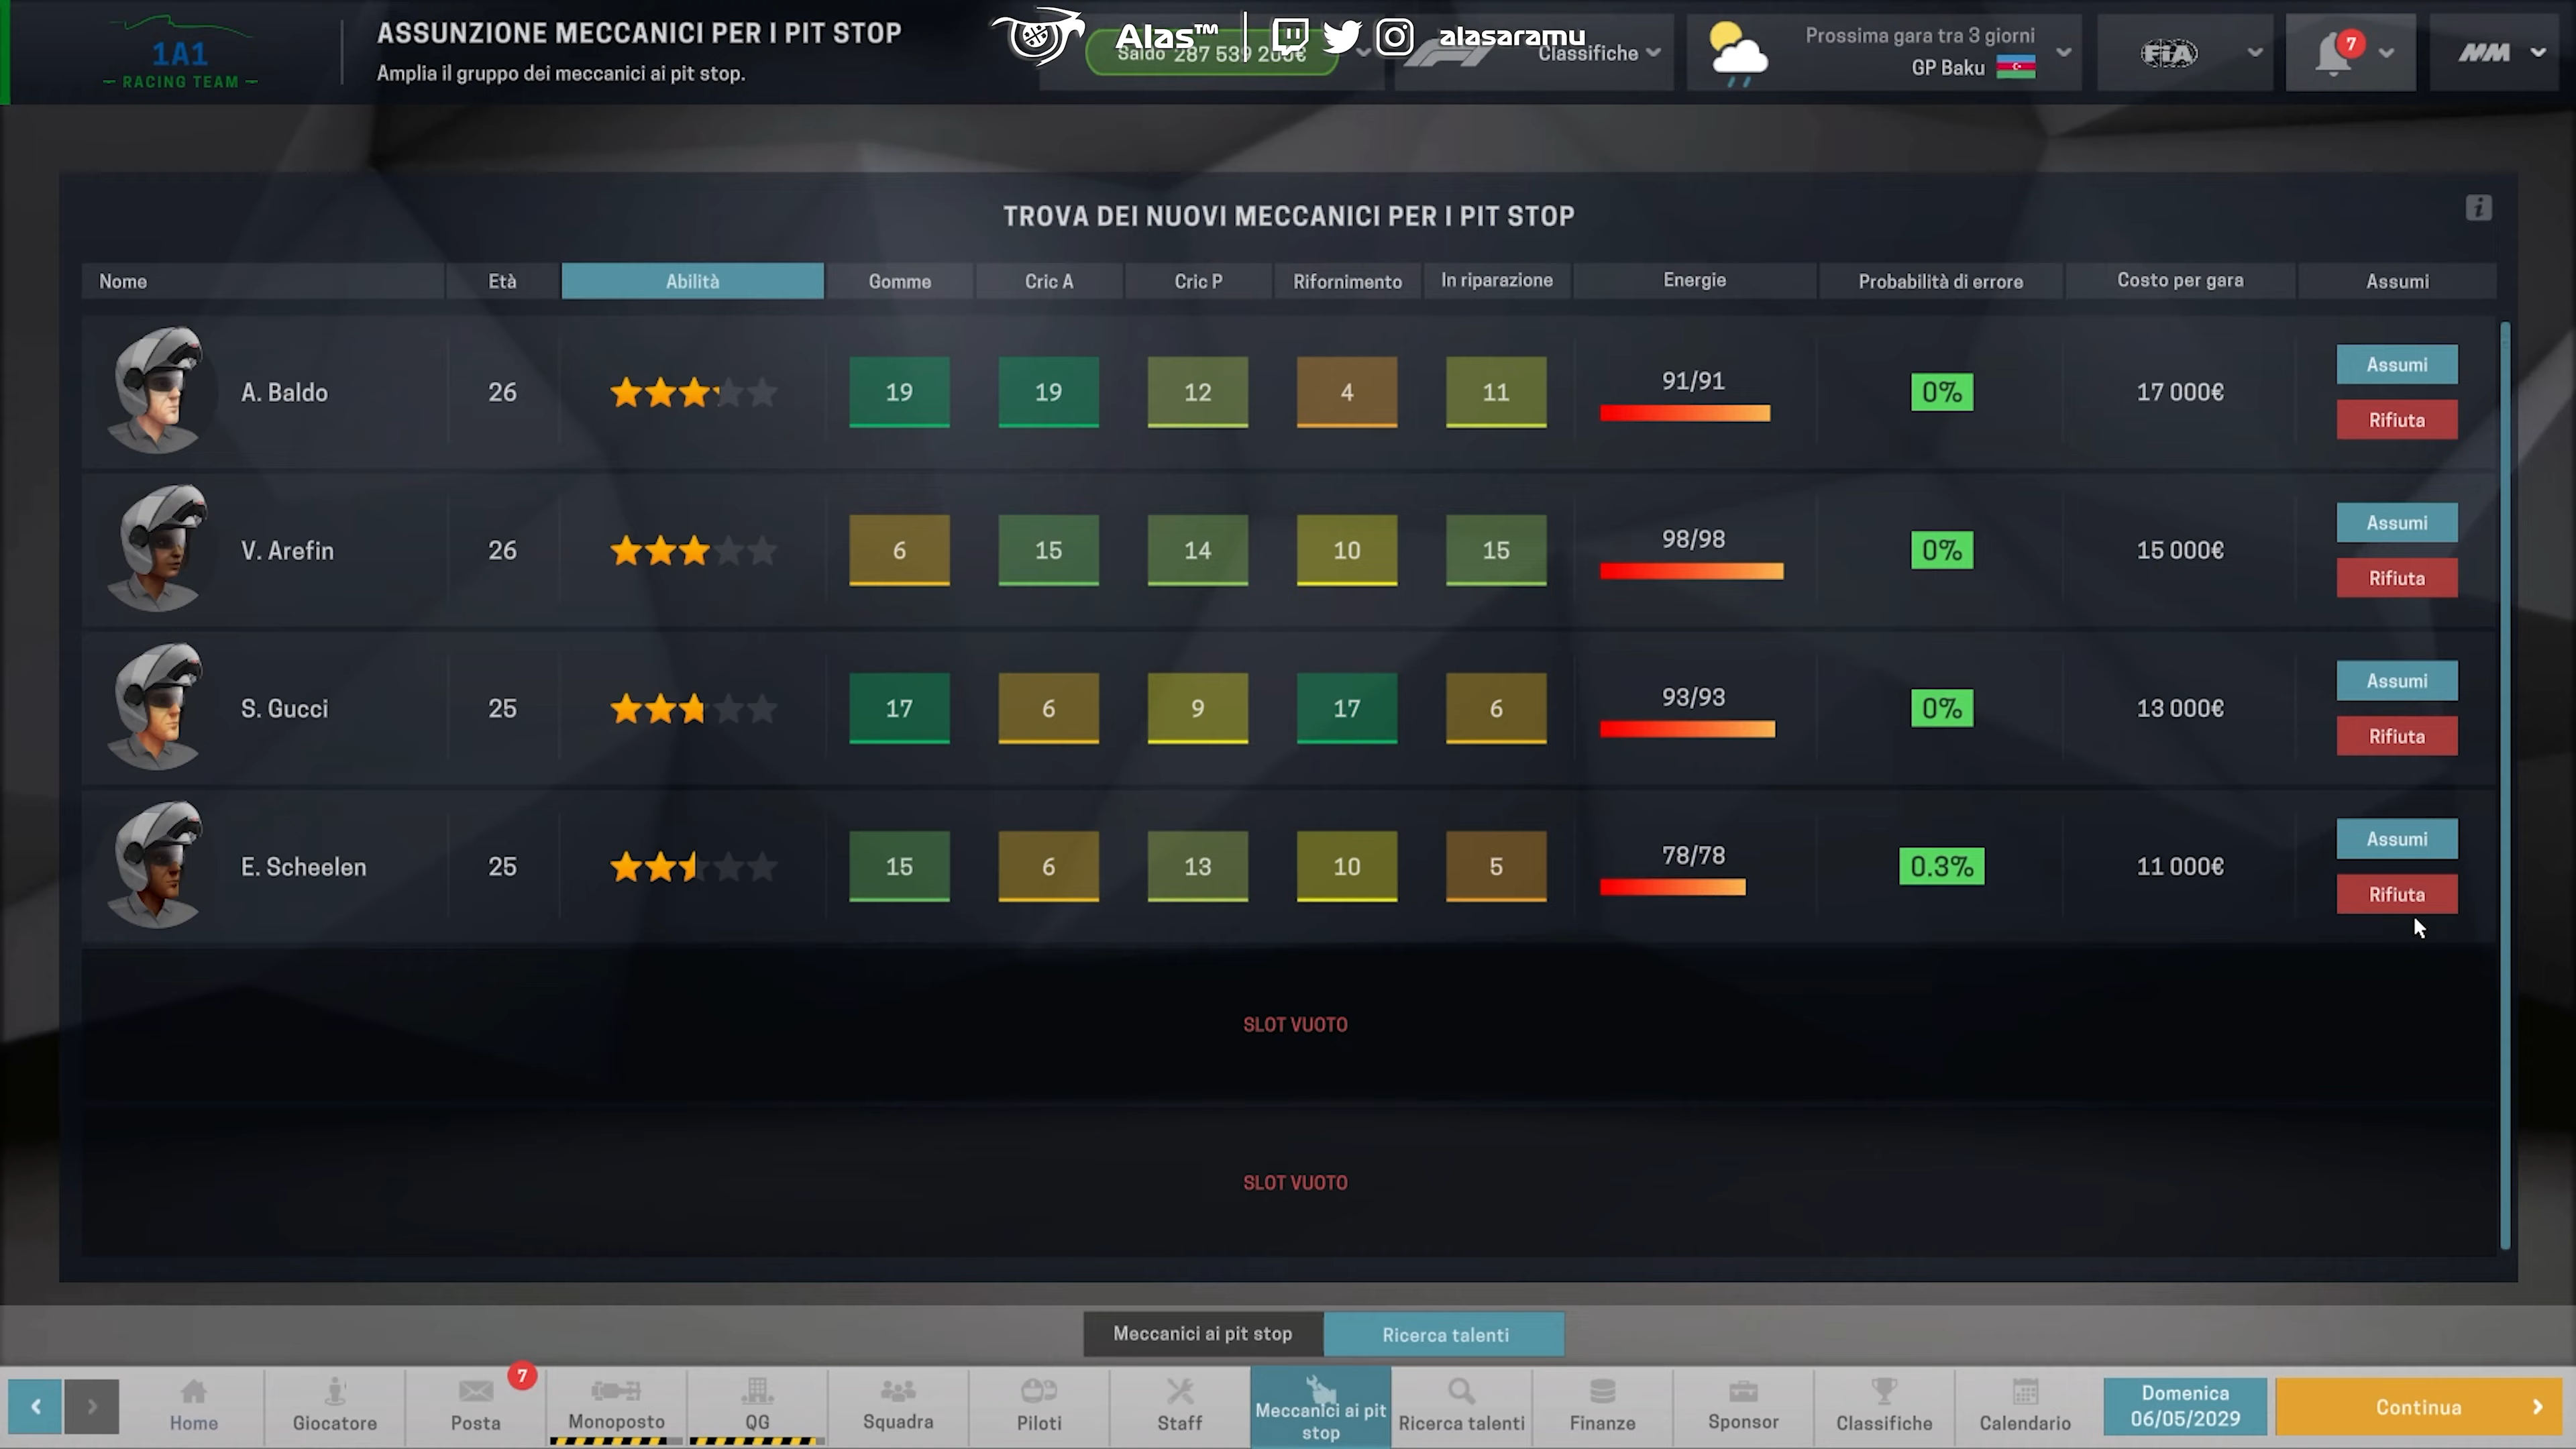 1A1
RACING TEAM
ASSUNZIONE MECCANICI PER I PIT STOP
Amplia il gruppo dei meccanici ai pit stop.
Alas™
alasaramu
Saldo 287 539
Classifiche
Prossima gara tra 3 giorni
GP Baku
FIA
7
TROVA DEI NUOVI MECCANICI PER I PIT STOP
Nome Età Abilità Gomme Cric A Cric P Rifornimento In riparazione Energie Probabilità di errore Costo per gara Assumi
A. Baldo 26 19 19 12 4 11 91/91 0% 17 000€ Assumi
Rifiuta
V. Arefin 26 6 15 14 10 15 98/98 0% 15 000€ Assumi
Rifiuta
S. Gucci 25 17 6 9 17 6 93/93 0% 13 000€ Assumi
Rifiuta
E. Scheelen 25 15 6 13 10 5 78/78 0.3% 11 000€ Assumi
Rifiuta
SLOT VUOTO
SLOT VUOTO
Meccanici ai pit stop Ricerca talenti
Home
Giocatore
7
Posta
Monoposto
QG
Squadra
Piloti
Staff
Meccanici ai pit
stop
Ricerca talenti
Finanze
Sponsor
Classifiche
Calendario
Domenica
06/05/2029
Continua